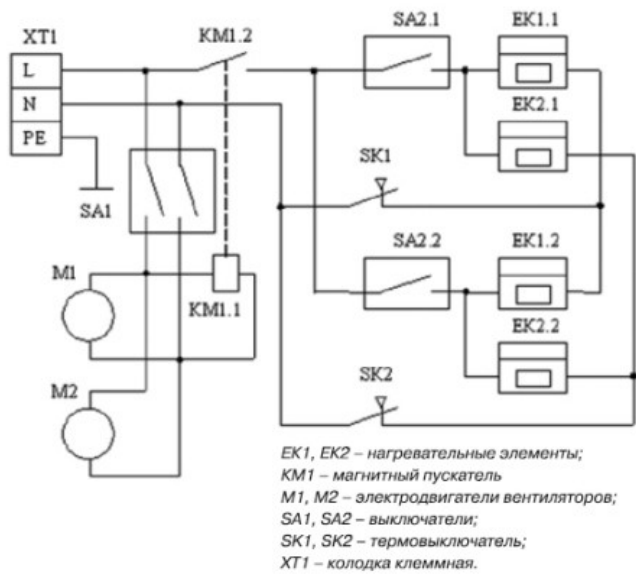 XT1
L
N
PE
KM1.2
SA2.1
EK1.1
EK2.1
SK1
SA1
SA2.2
EK1.2
M1
KM1.1
EK2.2
M2
SK2
ЕК1, ЕК2 – нагревательные элементы;
КМ1 – магнитный пускатель
М1, М2 – электродвигатели вентиляторов;
SA1, SA2 – выключатели;
SK1, SK2 – термовыключатель;
ХТ1 – колодка клеммная.